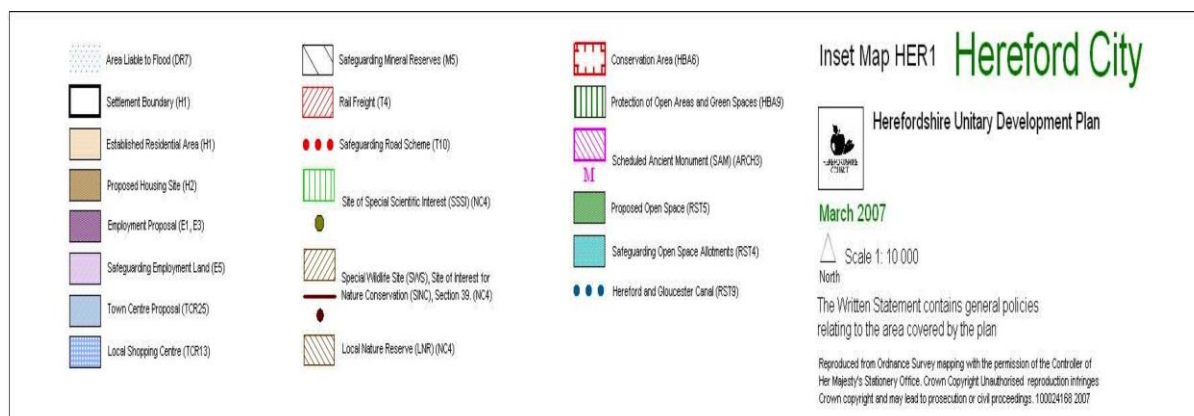 Area Liable to Flood (DR7)
Settlement Boundary (H1)
Established Residential Area (H1)
Proposed Housing Site (H2)
Employment Proposal (E1, E3)
Safeguarding Employment Land (E5)
Town Centre Proposal (TCR25)
Local Shopping Centre (TCR13)
Safeguarding Mineral Reserves (M5)
Rail Freight (T4)
Safeguarding Road Scheme (T10)
Site of Special Scientific Interest (SSSI) (NC4)
Special Wildlife Site (SWS), Site of Interest for
Nature Conservation (SINC), Section 39. (NC4)
Local Nature Reserve (LNR) (NC4)
Conservation Area (HBA6)
Protection of Open Areas and Green Spaces (HBA9)
Scheduled Ancient Monument (SAM) (ARCH3)
M
Proposed Open Space (RST5)
Safeguarding Open Space Allotments (RST4)
Hereford and Gloucester Canal (RST9)
Inset Map HER1 Hereford City
Herefordshire Unitary Development Plan
HEREFORDSHIRE
COUNCIL
March 2007
Scale 1: 10 000
North
The Written Statement contains general policies
relating to the area covered by the plan
Reproduced from Ordnance Survey mapping with the permission of the Controller of
Her Majesty's Stationery Office. Crown Copyright Unauthorised reproduction infringes
Crown copyright and may lead to prosecution or civil proceedings. 100024168 2007